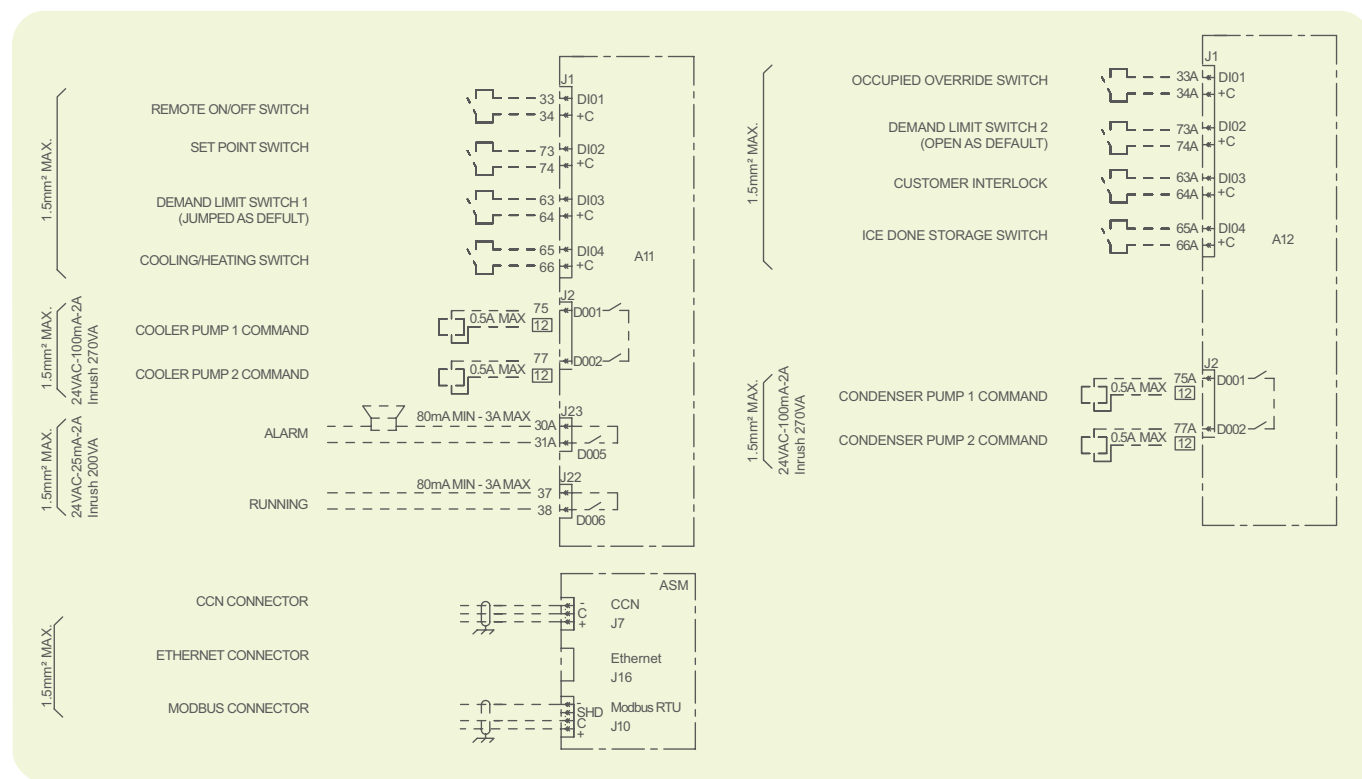 J1
REMOTE ON/OFF SWITCH
33 DI01
34 +C
SET POINT SWITCH
73 DI02
74 +C
DEMAND LIMIT SWITCH 1
(JUMPED AS DEFULT)
63 DI03
64 +C
COOLING/HEATING SWITCH
65 DI04
66 +C
1.5mm² MAX.
A11
J2
COOLER PUMP 1 COMMAND
0.5A MAX
75
12
D001
COOLER PUMP 2 COMMAND
0.5A MAX
77
12
D002
1.5mm² MAX.
24VAC-100mA-2A
Inrush 270VA
J23
ALARM
80mA MIN - 3A MAX
30A
31A
D005
J22
RUNNING
80mA MIN - 3A MAX
37
38
D006
1.5mm² MAX.
24VAC-25mA-2A
Inrush 200VA
ASM
CCN CONNECTOR
-
C
+
CCN
J7
ETHERNET CONNECTOR
Ethernet
J16
MODBUS CONNECTOR
-
SHD
C
+
Modbus RTU
J10
1.5mm² MAX.
J1
OCCUPIED OVERRIDE SWITCH
33A DI01
34A +C
DEMAND LIMIT SWITCH 2
(OPEN AS DEFAULT)
73A DI02
74A +C
CUSTOMER INTERLOCK
63A DI03
64A +C
ICE DONE STORAGE SWITCH
65A DI04
66A +C
1.5mm² MAX.
A12
J2
CONDENSER PUMP 1 COMMAND
0.5A MAX
75A
12
D001
CONDENSER PUMP 2 COMMAND
0.5A MAX
77A
12
D002
1.5mm² MAX.
24VAC-100mA-2A
Inrush 270VA